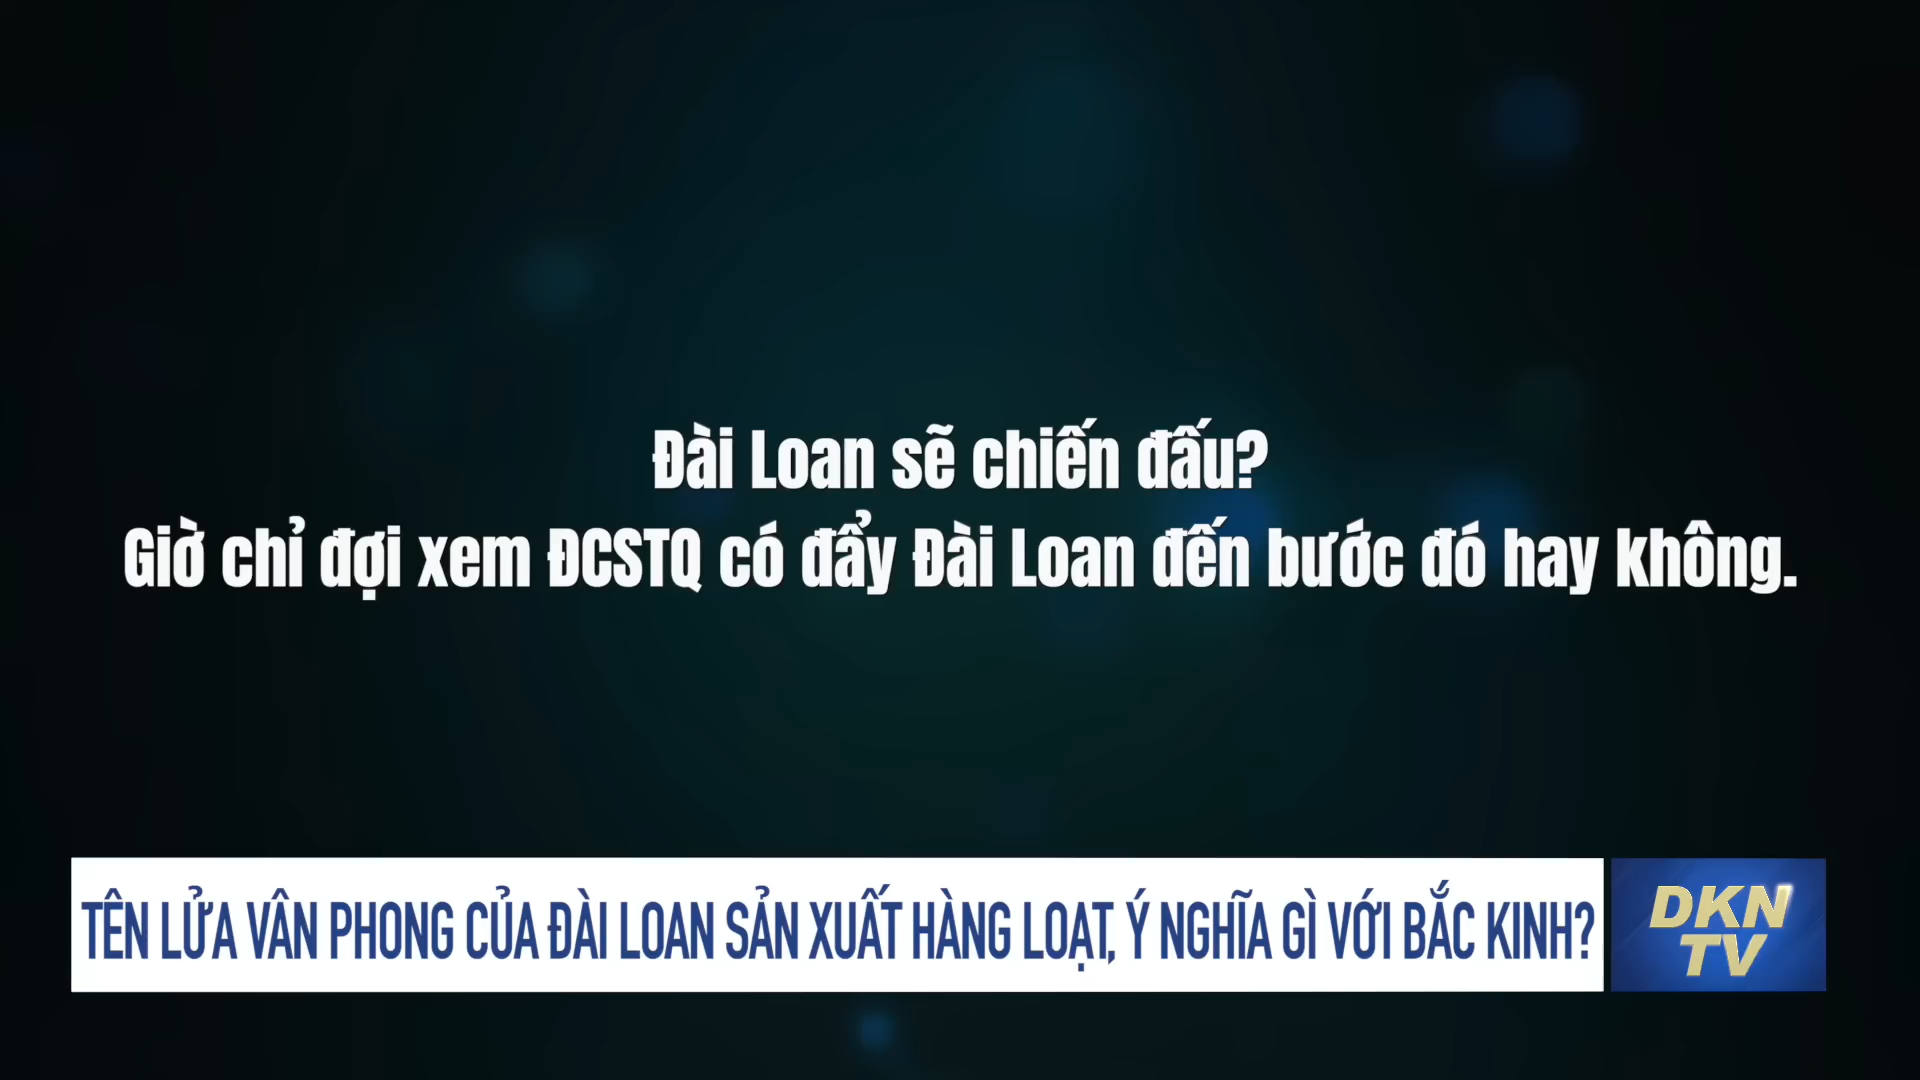 Đài Loan sẽ chiến đấu?
Giờ chỉ đợi xem ĐCSTQ có đẩy Đài Loan đến bước đó hay không.
TÊN LỬA VÂN PHONG CỦA ĐÀI LOAN SẢN XUẤT HÀNG LOẠT, Ý NGHĨA GÌ VỚI BẮC KINH?
DKN
TV